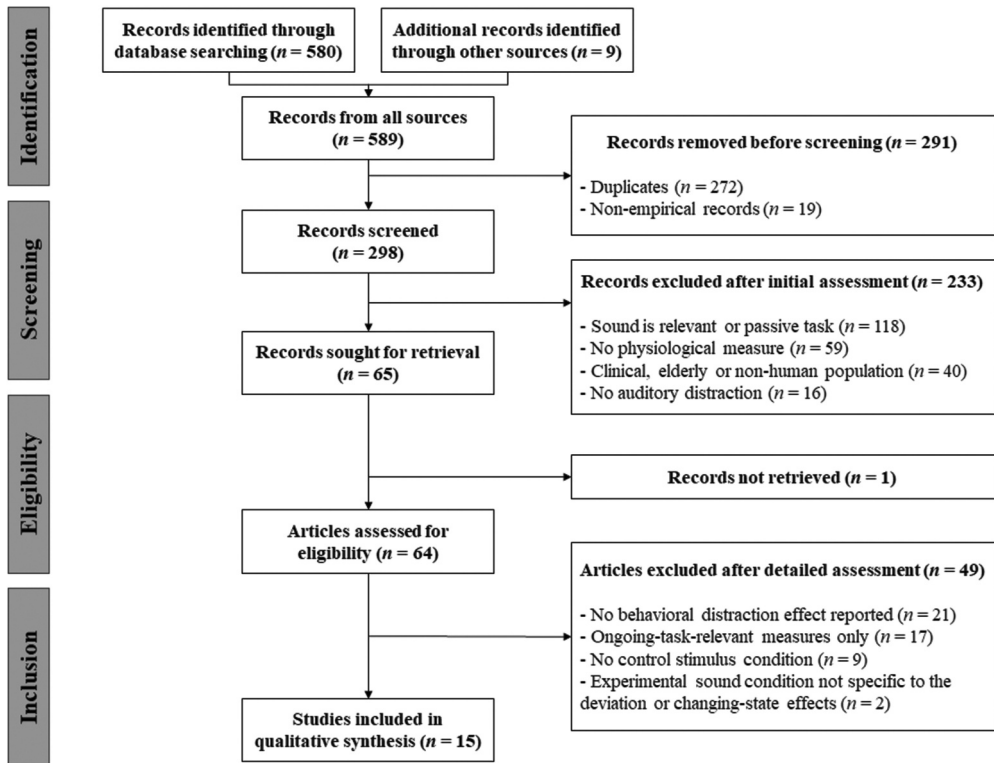 Identification
Records identified through
database searching (n = 580)
Additional records identified
through other sources (n = 9)
Records from all sources
(n = 589)
Records removed before screening (n = 291)
- Duplicates (n = 272)
- Non-empirical records (n = 19)
Screening
Records screened
(n = 298)
Records excluded after initial assessment (n = 233)
- Sound is relevant or passive task (n = 118)
- No physiological measure (n = 59)
- Clinical, elderly or non-human population (n = 40)
- No auditory distraction (n = 16)
Records sought for retrieval
(n = 65)
Eligibility
Records not retrieved (n = 1)
Articles assessed for
eligibility (n = 64)
Articles excluded after detailed assessment (n = 49)
- No behavioral distraction effect reported (n = 21)
- Ongoing-task-relevant measures only (n = 17)
- No control stimulus condition (n = 9)
- Experimental sound condition not specific to the
deviation or changing-state effects (n = 2)
Inclusion
Studies included in
qualitative synthesis (n = 15)